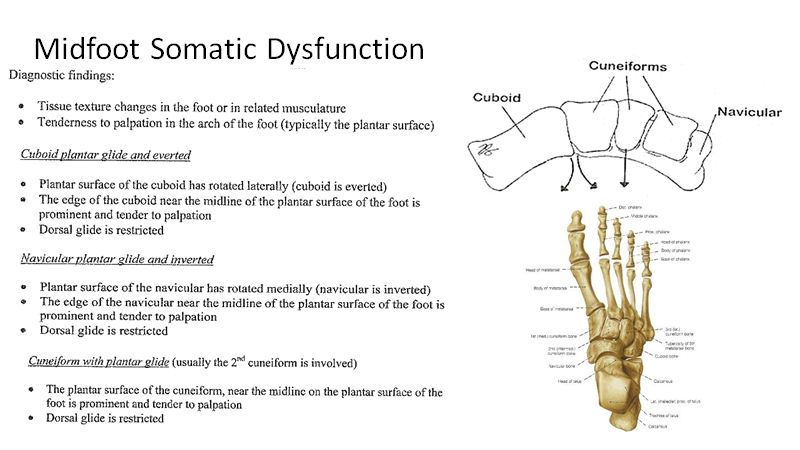 Midfoot Somatic Dysfunction
Diagnostic findings:
• Tissue texture changes in the foot or in related musculature
• Tenderness to palpation in the arch of the foot (typically the plantar surface)
Cuboid plantar glide and everted
• Plantar surface of the cuboid has rotated laterally (cuboid is everted)
• The edge of the cuboid near the midline of the plantar surface of the foot is
prominent and tender to palpation
• Dorsal glide is restricted
Navicular plantar glide and inverted
• Plantar surface of the navicular has rotated medially (navicular is inverted)
• The edge of the navicular near the midline of the plantar surface of the foot is
prominent and tender to palpation
• Dorsal glide is restricted
Cuneiform with plantar glide (usually the 2nd cuneiform is involved)
• The plantar surface of the cuneiform, near the midline on the plantar surface of the
foot is prominent and tender to palpation
• Dorsal glide is restricted
Cuneiforms
Cuboid
Navicular
Dist. phalanx
Middle phalanx
Prox. phalanx
Head of phalanx
Body of phalanx
Base of phalanx
Head of metatarsal
Body of metatarsal
Base of metatarsal
1st (med.) cuneiform bone
2nd (intermed.)
cuneiform bone
Navicular bone
Head of talus
3rd (lat.)
cuneiform bone
Tuberosity of 5th
metatarsal bone
Cuboid bone
Calcaneus
Trochlea of talus
Calcaneus